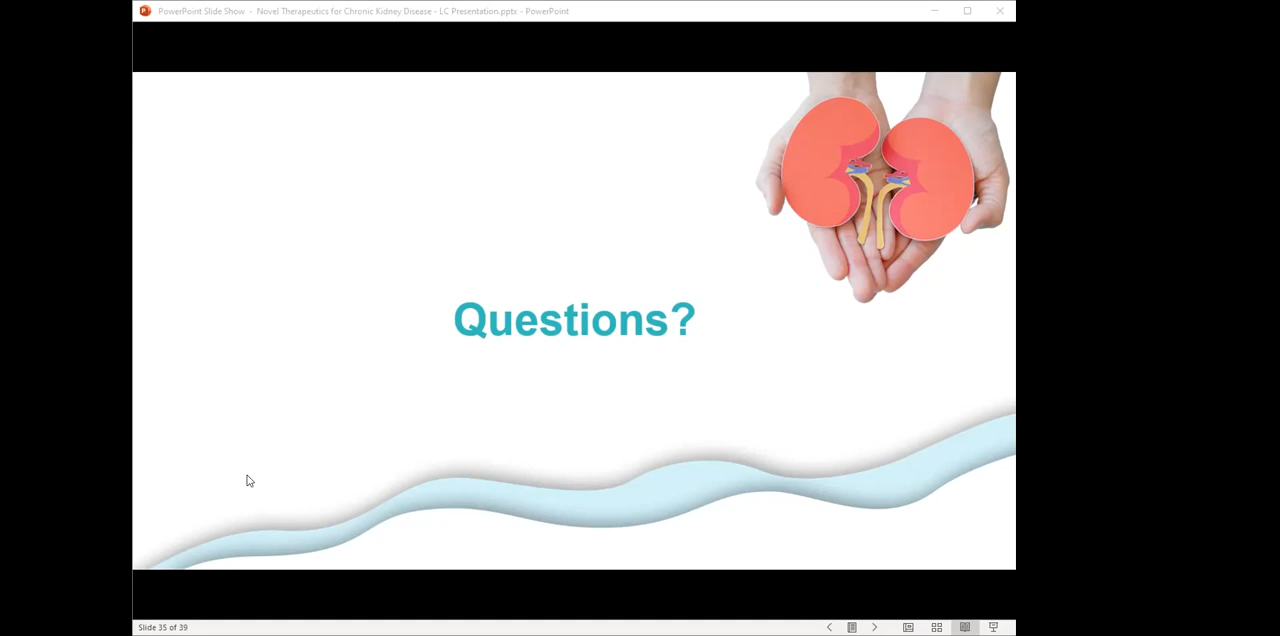 PowerPoint Slide Show - Novel Therapeutics for Chronic Kidney Disease - LC Presentation.pptx - PowerPoint
Questions?
Slide 35 of 39